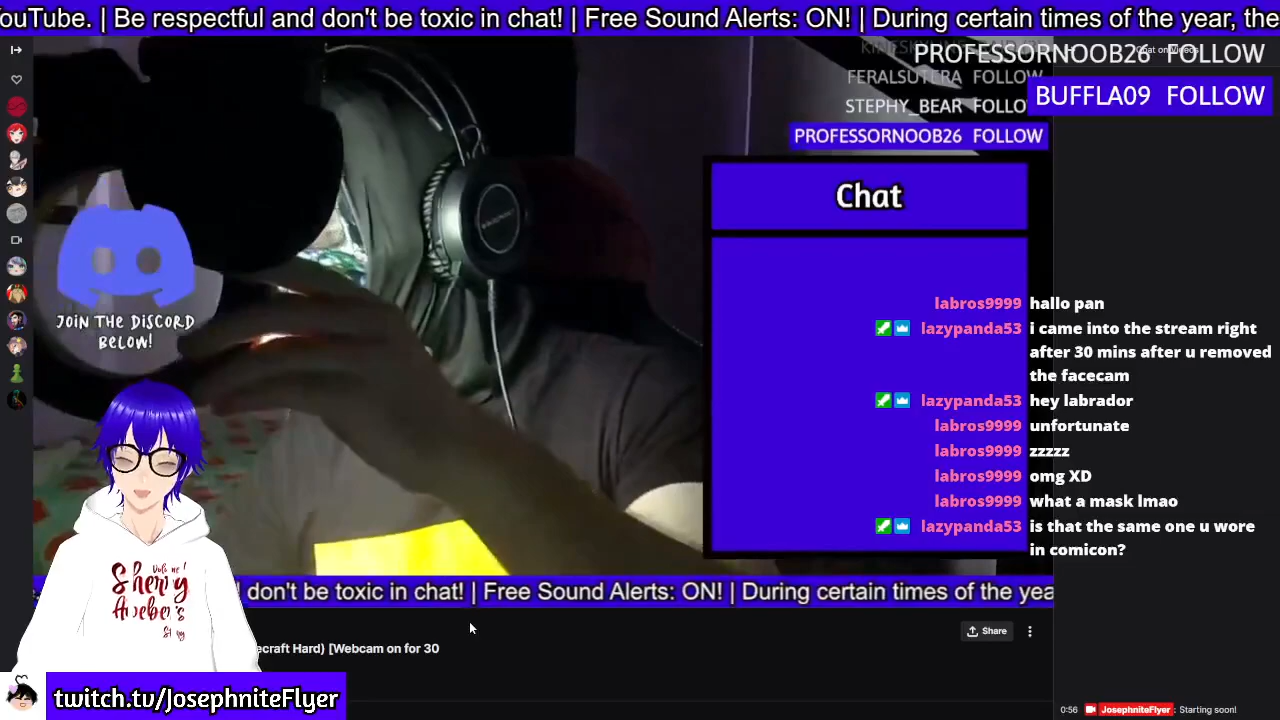 ouTube. | Be respectful and don't be toxic in chat! | Free Sound Alerts: ON! | During certain times of the year, the
PROFESSORNOOB26 FOLLOW
FERALSUTERA FOLLOW
BUFFLA09 FOLLOW
STEPHY_BEAR FOLLO
PROFESSORNOOB26 FOLLOW
Chat
JOIN THE DISCORD
BELOW!
labros9999 hallo pan
lazypanda53 i came into the stream right
after 30 mins after u removed
the facecam
lazypanda53 hey labrador
labros9999 unfortunate
labros9999 zzzzz
labros9999 omg XD
labros9999 what a mask lmao
lazypanda53 is that the same one u wore
in comicon?
don't be toxic in chat! | Free Sound Alerts: ON! | During certain times of the yea
Share
ecraft Hard) [Webcam on for 30
twitch.tv/JosephniteFlyer
0:56 JosephniteFlyer: Starting soon!